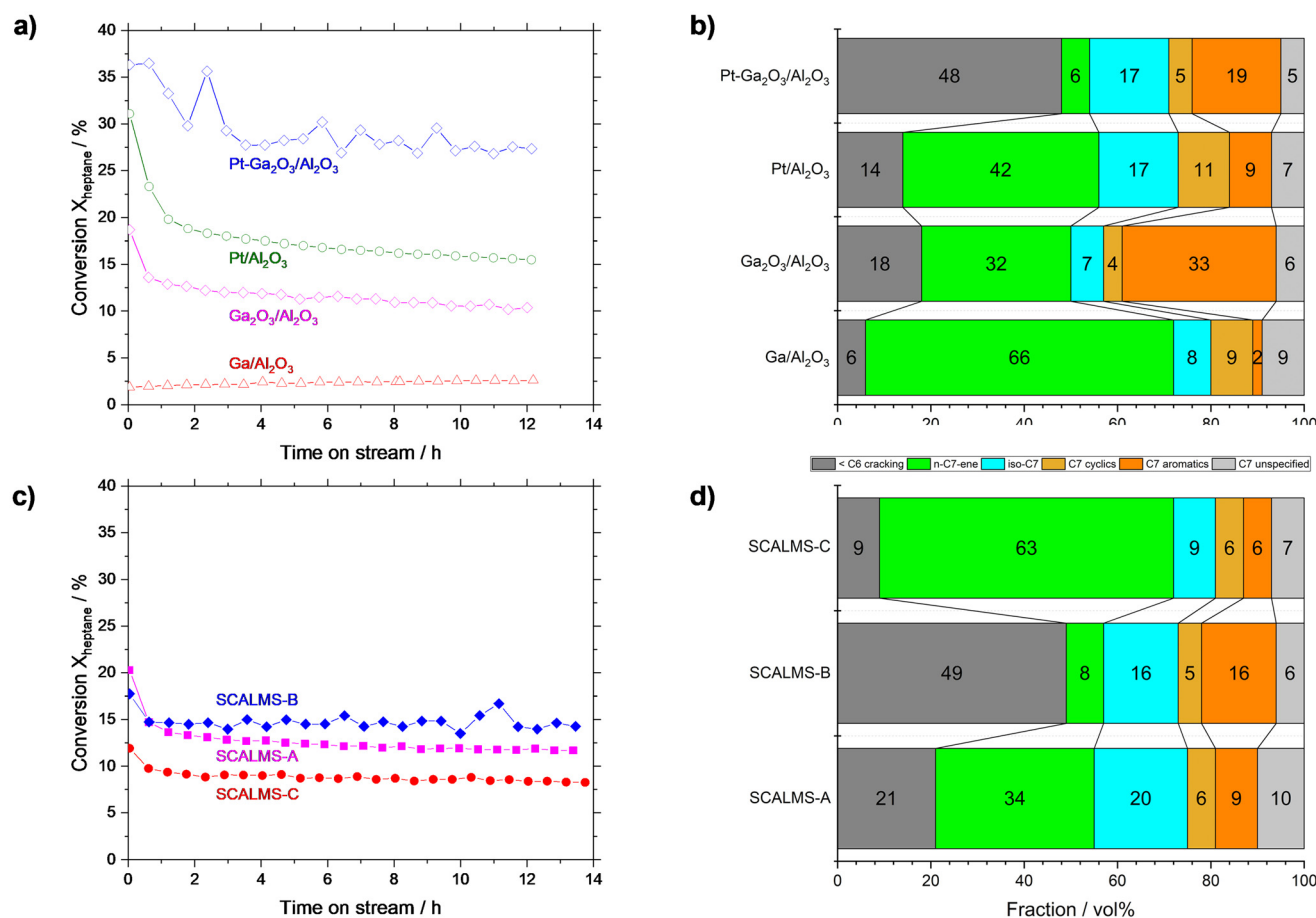 a)
40
35
30
25
20
15
10
5
0
Conversion X_heptane / %
Pt-Ga₂O₃/Al₂O₃
Pt/Al₂O₃
Ga₂O₃/Al₂O₃
Ga/Al₂O₃
0 2 4 6 8 10 12 14
Time on stream / h
b)
Pt-Ga₂O₃/Al₂O₃ 48 6 17 5 19 5
Pt/Al₂O₃ 14 42 17 11 9 7
Ga₂O₃/Al₂O₃ 18 32 7 4 33 6
Ga/Al₂O₃ 6 66 8 9 2 9
0 20 40 60 80 100
< C6 cracking n-C7-ene iso-C7 C7 cyclics C7 aromatics C7 unspecified
c)
40
35
30
25
20
15
10
5
0
Conversion X_heptane / %
SCALMS-B
SCALMS-A
SCALMS-C
0 2 4 6 8 10 12 14
Time on stream / h
d)
SCALMS-C 9 63 9 6 6 7
SCALMS-B 49 8 16 5 16 6
SCALMS-A 21 34 20 6 9 10
0 20 40 60 80 100
Fraction / vol%